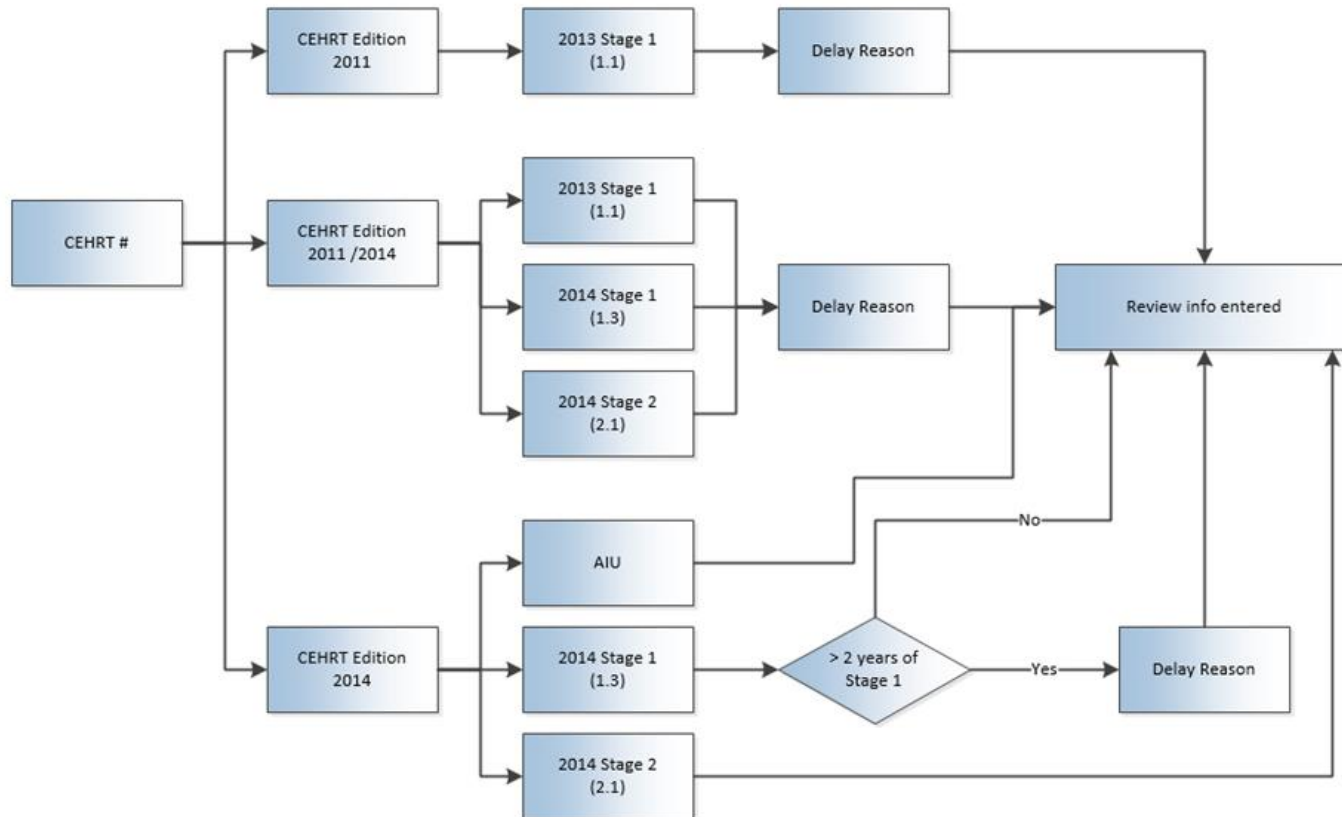 CEHRT Edition
2011
2013 Stage 1
(1.1)
Delay Reason
CEHRT #
CEHRT Edition
2011 /2014
2013 Stage 1
(1.1)
2014 Stage 1
(1.3)
2014 Stage 2
(2.1)
Delay Reason
Review info entered
CEHRT Edition
2014
AIU
2014 Stage 1
(1.3)
2014 Stage 2
(2.1)
> 2 years of
Stage 1
No
Yes
Delay Reason